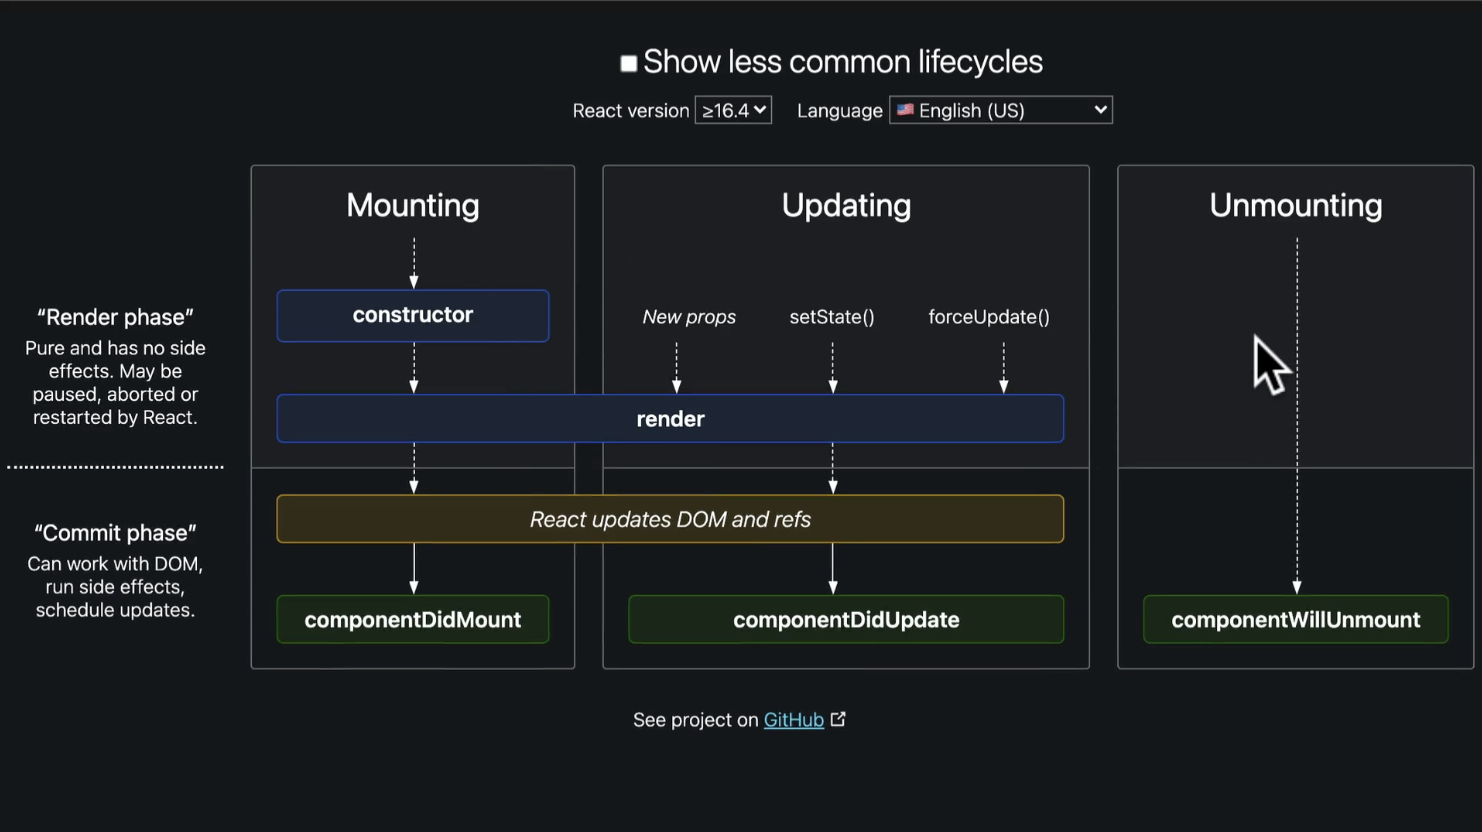 Show less common lifecycles
React version ≥16.4 Language 🇺🇸 English (US)
Mounting
Updating
Unmounting
“Render phase”
Pure and has no side
effects. May be
paused, aborted or
restarted by React.
constructor
New props
setState()
forceUpdate()
render
“Commit phase”
Can work with DOM,
run side effects,
schedule updates.
React updates DOM and refs
componentDidMount
componentDidUpdate
componentWillUnmount
See project on GitHub